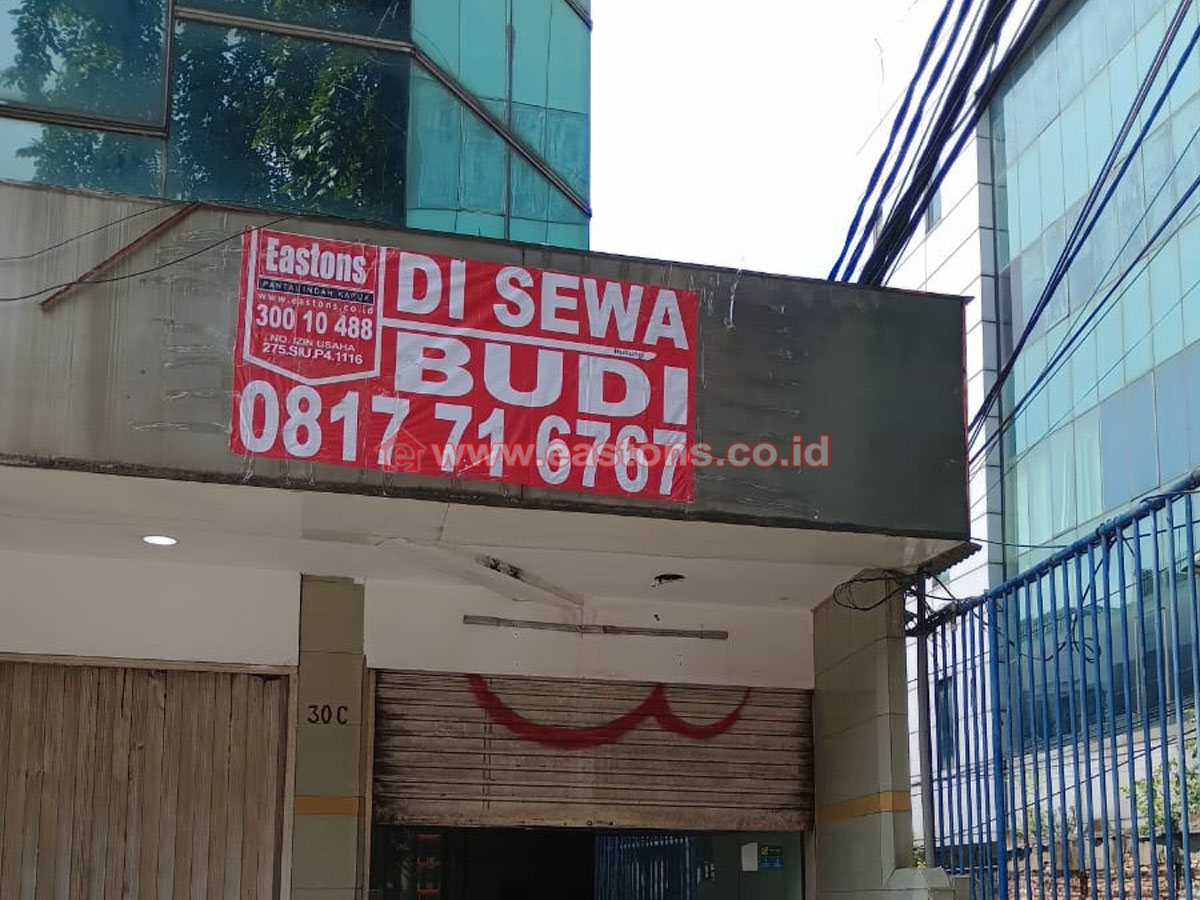 Eastons
PANTAI INDAH KAPUK
www.eastons.co.id
300 10 488
NO. IZIN USAHA
275.SIU.P4.1116
DI SEWA
Hubungi
BUDI
0817 71 6767
www.eastons.co.id
30C